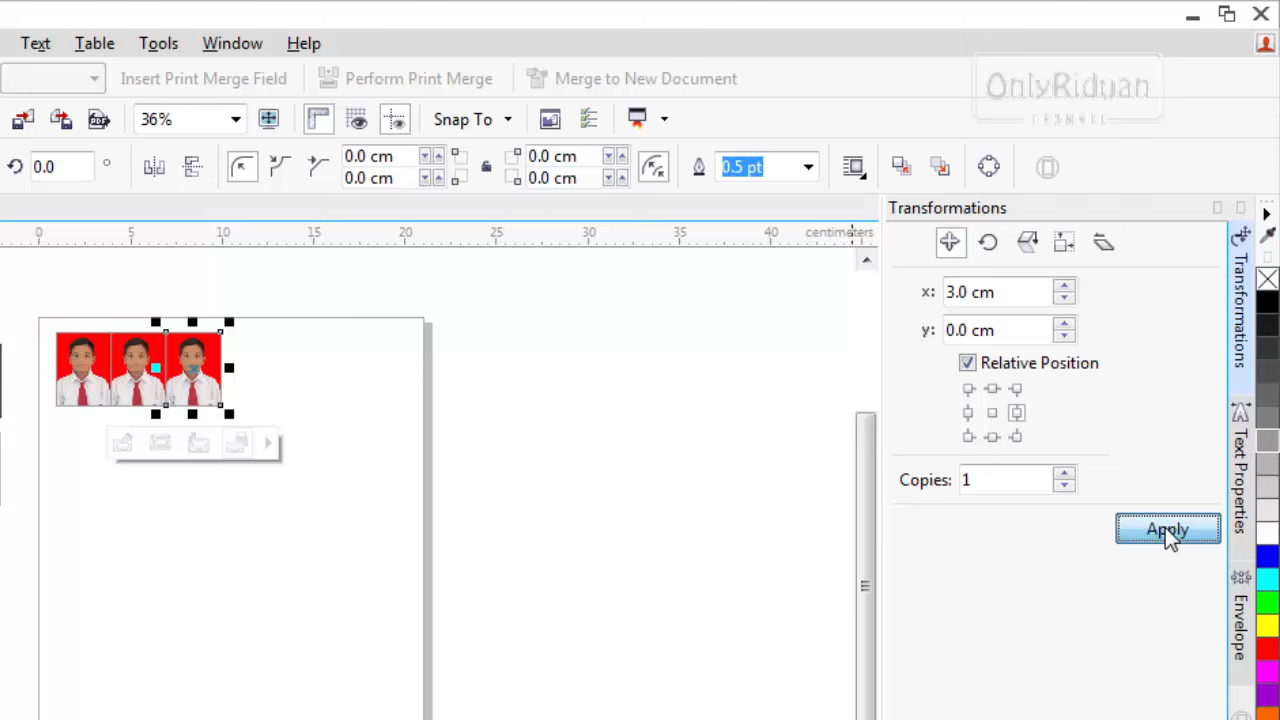 Text Table Tools Window Help
Insert Print Merge Field Perform Print Merge Merge to New Document
OnlyRiduan
CHANNEL
36% Snap To
0.0 ° 0.0 cm 0.0 cm 0.5 pt
0.0 cm 0.0 cm
Transformations
0 5 10 15 20 25 30 35 40 centimeters
x: 3.0 cm
y: 0.0 cm
Relative Position
Copies: 1
Apply
Transformations
Text Properties
Envelope